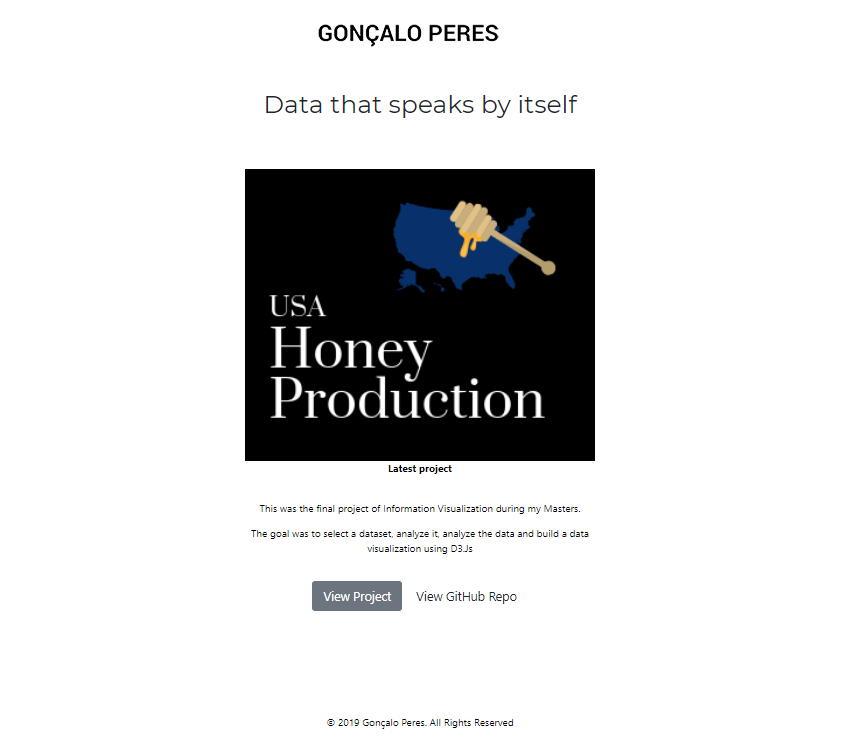 GONÇALO PERES
Data that speaks by itself
USA
Honey
Production
Latest project
This was the final project of Information Visualization during my Masters.
The goal was to select a dataset, analyze it, analyze the data and build a data
visualization using D3.Js
View Project View GitHub Repo
© 2019 Gonçalo Peres. All Rights Reserved